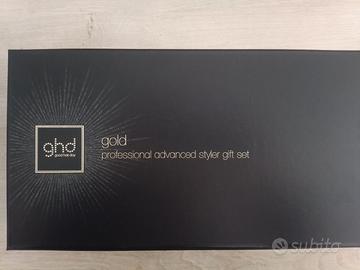 ghd
good hair day
gold
professional advanced styler gift set
subito